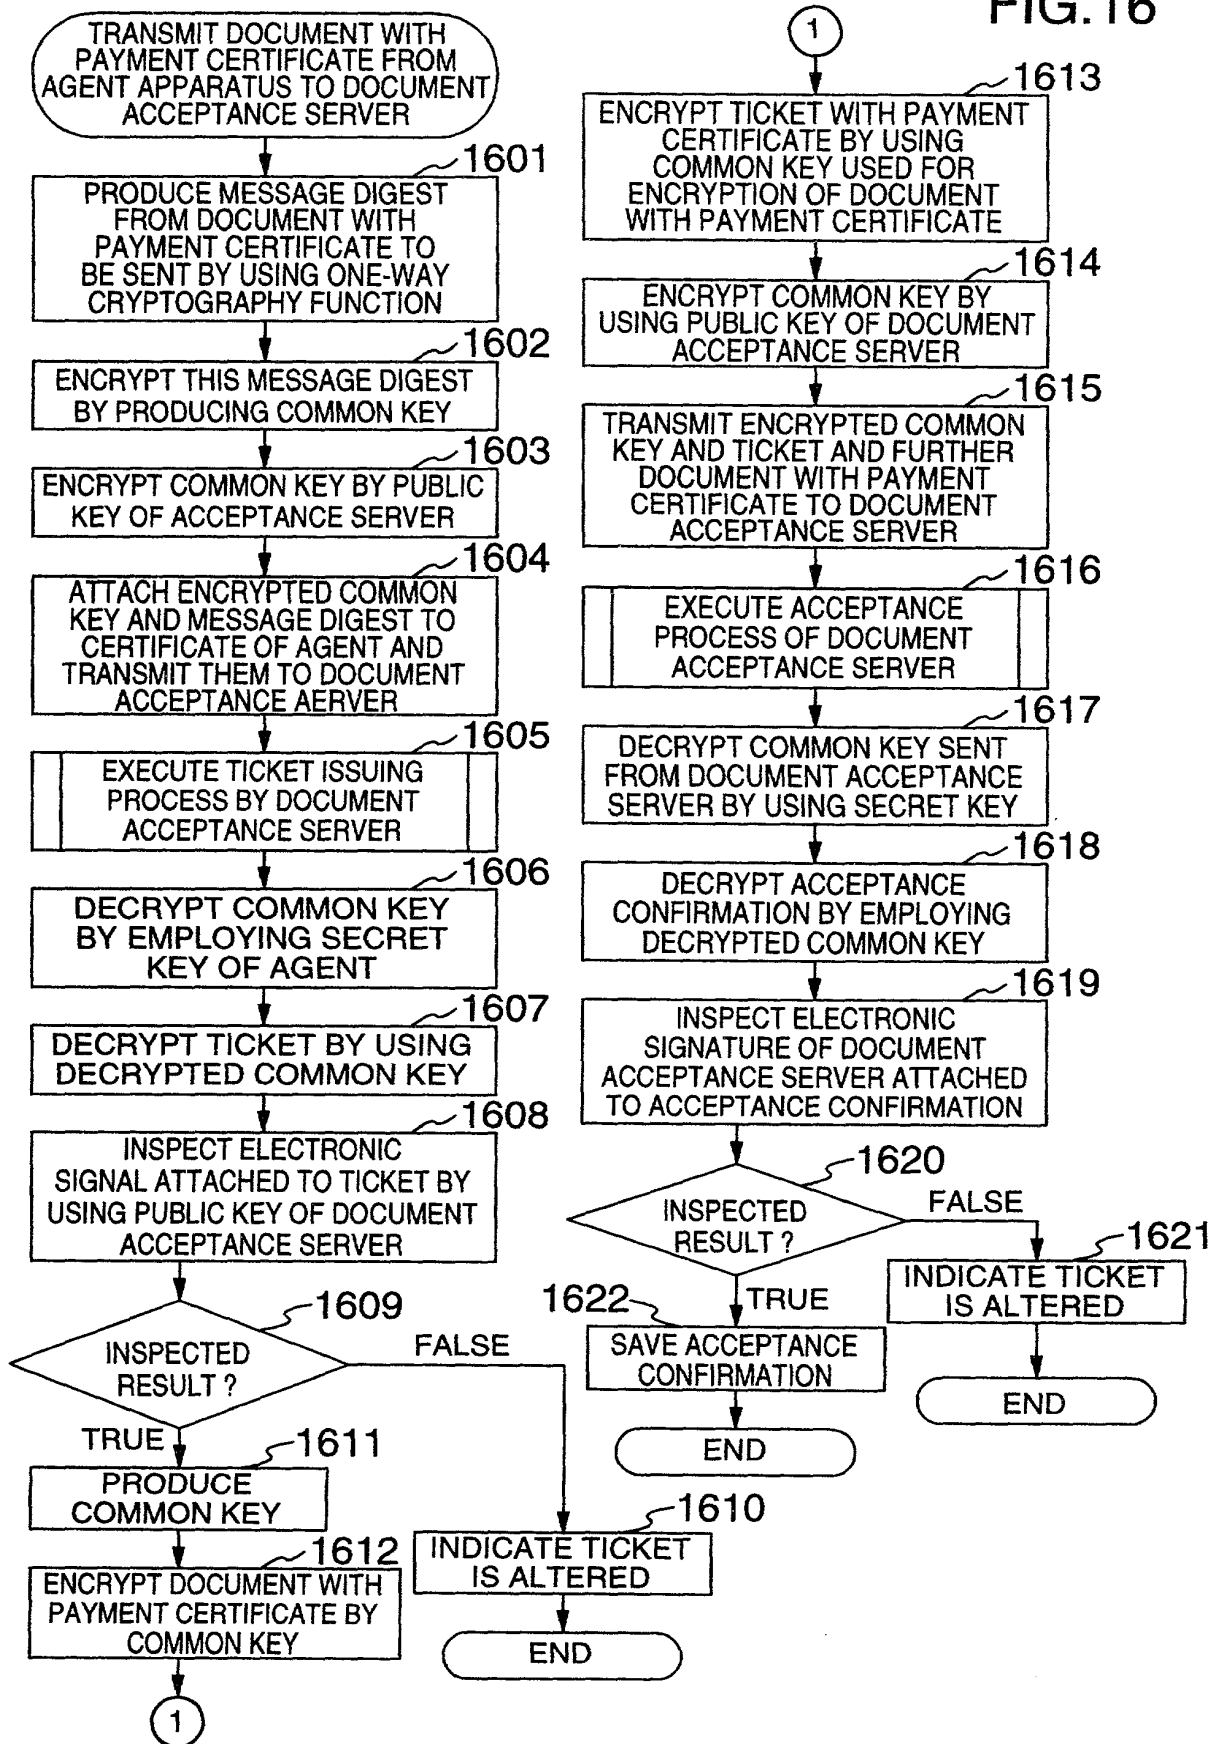 FIG.16
TRANSMIT DOCUMENT WITH
PAYMENT CERTIFICATE FROM
AGENT APPARATUS TO DOCUMENT
ACCEPTANCE SERVER
1601
PRODUCE MESSAGE DIGEST
FROM DOCUMENT WITH
PAYMENT CERTIFICATE TO
BE SENT BY USING ONE-WAY
CRYPTOGRAPHY FUNCTION
1602
ENCRYPT THIS MESSAGE DIGEST
BY PRODUCING COMMON KEY
1603
ENCRYPT COMMON KEY BY PUBLIC
KEY OF ACCEPTANCE SERVER
1604
ATTACH ENCRYPTED COMMON
KEY AND MESSAGE DIGEST TO
CERTIFICATE OF AGENT AND
TRANSMIT THEM TO DOCUMENT
ACCEPTANCE AERVER
1605
EXECUTE TICKET ISSUING
PROCESS BY DOCUMENT
ACCEPTANCE SERVER
1606
DECRYPT COMMON KEY
BY EMPLOYING SECRET
KEY OF AGENT
1607
DECRYPT TICKET BY USING
DECRYPTED COMMON KEY
1608
INSPECT ELECTRONIC
SIGNAL ATTACHED TO TICKET BY
USING PUBLIC KEY OF DOCUMENT
ACCEPTANCE SERVER
1609
INSPECTED
RESULT ?
FALSE
TRUE
1611
PRODUCE
COMMON KEY
1610
INDICATE TICKET
IS ALTERED
END
1612
ENCRYPT DOCUMENT WITH
PAYMENT CERTIFICATE BY
COMMON KEY
1
1
1613
ENCRYPT TICKET WITH PAYMENT
CERTIFICATE BY USING
COMMON KEY USED FOR
ENCRYPTION OF DOCUMENT
WITH PAYMENT CERTIFICATE
1614
ENCRYPT COMMON KEY BY
USING PUBLIC KEY OF DOCUMENT
ACCEPTANCE SERVER
1615
TRANSMIT ENCRYPTED COMMON
KEY AND TICKET AND FURTHER
DOCUMENT WITH PAYMENT
CERTIFICATE TO DOCUMENT
ACCEPTANCE SERVER
1616
EXECUTE ACCEPTANCE
PROCESS OF DOCUMENT
ACCEPTANCE SERVER
1617
DECRYPT COMMON KEY SENT
FROM DOCUMENT ACCEPTANCE
SERVER BY USING SECRET KEY
1618
DECRYPT ACCEPTANCE
CONFIRMATION BY EMPLOYING
DECRYPTED COMMON KEY
1619
INSPECT ELECTRONIC
SIGNATURE OF DOCUMENT
ACCEPTANCE SERVER ATTACHED
TO ACCEPTANCE CONFIRMATION
1620
INSPECTED
RESULT ?
FALSE
1621
INDICATE TICKET
IS ALTERED
END
TRUE
1622
SAVE ACCEPTANCE
CONFIRMATION
END